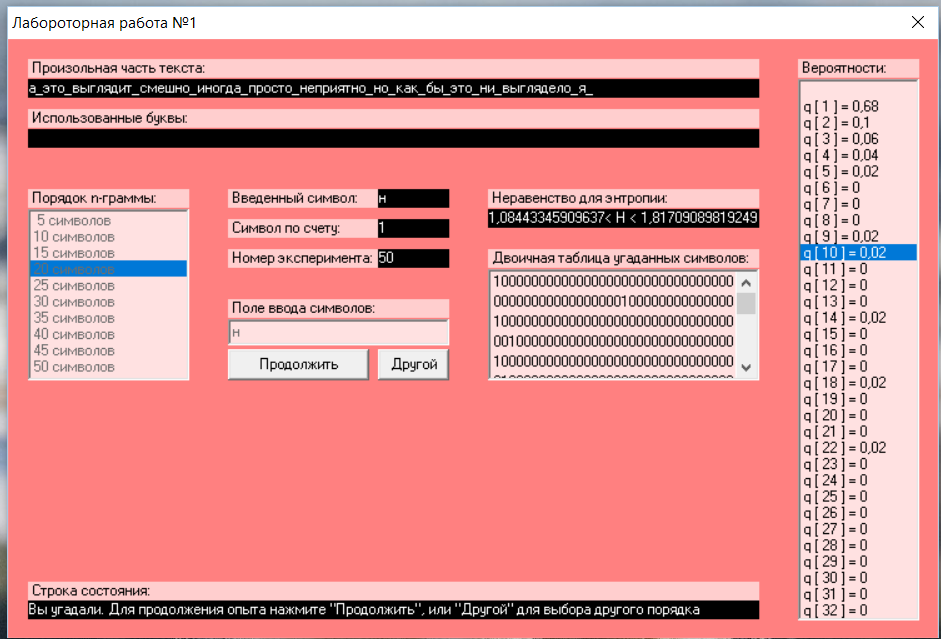 Лабороторная работа №1
Произольная часть текста:
а_это_выглядит_смешно_иногда_просто_неприятно_но_как_бы_это_ни_выглядело_я_
Использованные буквы:
Порядок n-граммы:
5 символов
10 символов
15 символов
20 символов
25 символов
30 символов
35 символов
40 символов
45 символов
50 символов
Введенный символ: н
Символ по счету: 1
Номер эксперимента: 50
Поле ввода символов:
н
Продолжить Другой
Неравенство для энтропии:
1,08443345909637< H < 1,81709089819249
Двоичная таблица угаданных символов:
10000000000000000000000000000000
00000000000000000100000000000000
10000000000000000000000000000000
00100000000000000000000000000000
10000000000000000000000000000000
Вероятности:
q [ 1 ] = 0,68
q [ 2 ] = 0,1
q [ 3 ] = 0,06
q [ 4 ] = 0,04
q [ 5 ] = 0,02
q [ 6 ] = 0
q [ 7 ] = 0
q [ 8 ] = 0
q [ 9 ] = 0,02
q [ 10 ] = 0,02
q [ 11 ] = 0
q [ 12 ] = 0
q [ 13 ] = 0
q [ 14 ] = 0,02
q [ 15 ] = 0
q [ 16 ] = 0
q [ 17 ] = 0
q [ 18 ] = 0,02
q [ 19 ] = 0
q [ 20 ] = 0
q [ 21 ] = 0
q [ 22 ] = 0,02
q [ 23 ] = 0
q [ 24 ] = 0
q [ 25 ] = 0
q [ 26 ] = 0
q [ 27 ] = 0
q [ 28 ] = 0
q [ 29 ] = 0
q [ 30 ] = 0
q [ 31 ] = 0
q [ 32 ] = 0
Строка состояния:
Вы угадали. Для продолжения опыта нажмите "Продолжить", или "Другой" для выбора другого порядка